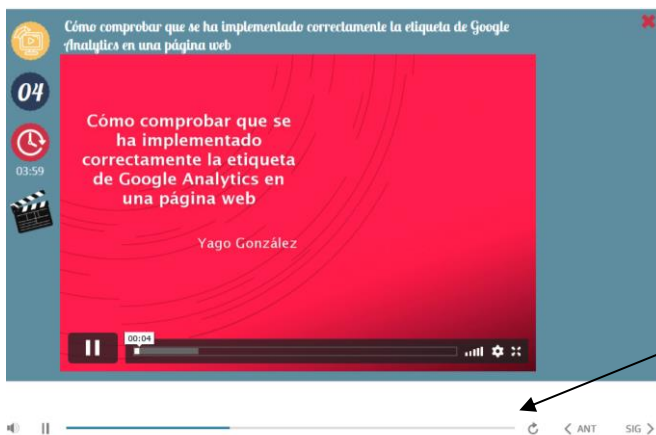 Cómo comprobar que se ha implementado correctamente la etiqueta de Google
Analytics en una página web
04
03:59
Cómo comprobar que se
ha implementado
correctamente la etiqueta
de Google Analytics en
una página web
Yago González
00:04
ANT
SIG